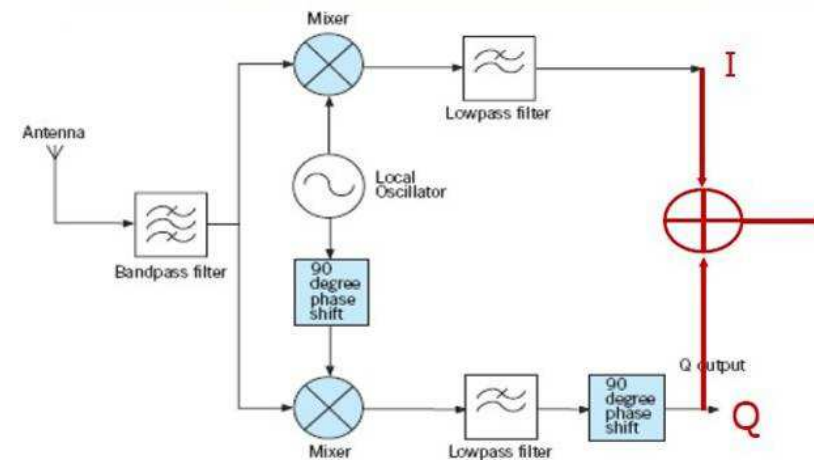 Mixer
I
Lowpass filter
Antenna
Local
Oscillator
Bandpass filter
90
degree
phase
shift
Q output
90
degree
phase
shift
Q
Mixer
Lowpass filter